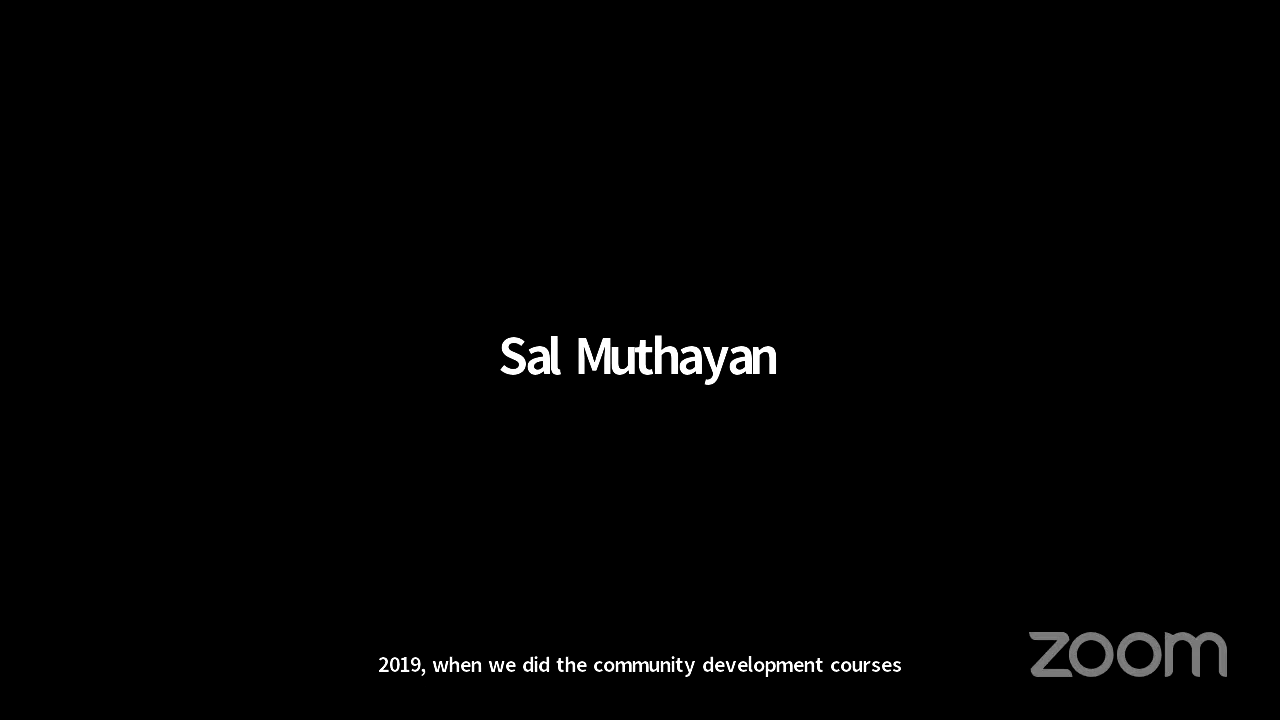 Sal Muthayan
2019, when we did the community development courses
zoom